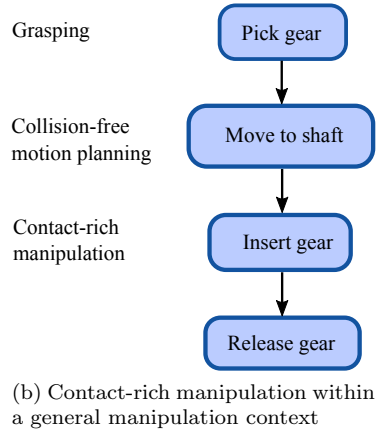 Grasping
Pick gear
Collision-free
motion planning
Move to shaft
Contact-rich
manipulation
Insert gear
Release gear
(b) Contact-rich manipulation within
a general manipulation context